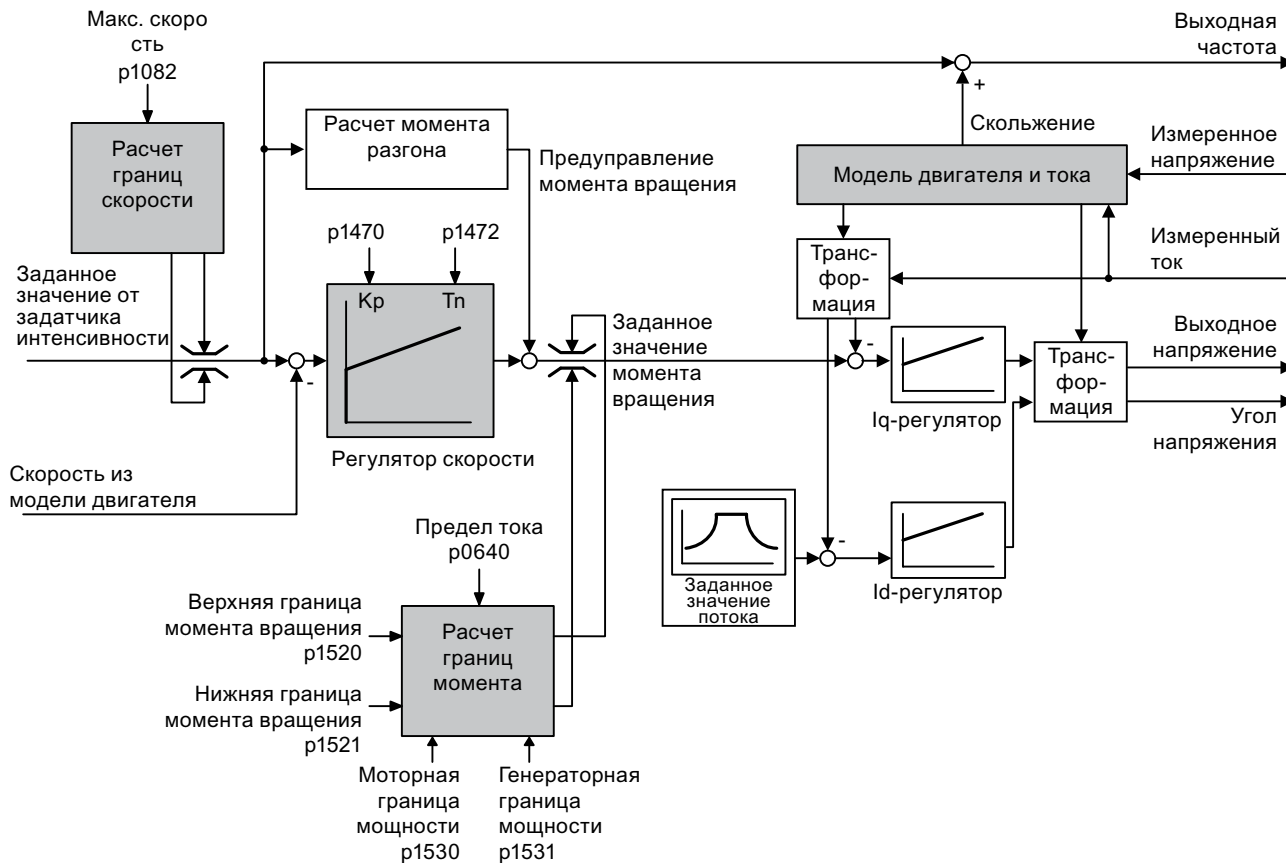 Макс. скоро
сть
p1082
Выходная
частота
+
Расчет
границ
скорости
Расчет момента
разгона
Предуправление
момента вращения
Скольжение
Модель двигателя и тока
Измеренное
напряжение
p1470
p1472
Kp
Tn
Регулятор скорости
Заданное
значение от
задатчика
интенсивности
-
Заданное
значение
момента
вращения
Транс-
фор-
мация
Измеренный
ток
-
Iq-регулятор
Транс-
фор-
мация
Выходное
напряжение
Угол
напряжения
Скорость из
модели двигателя
Предел тока
p0640
-
Заданное
значение
потока
Id-регулятор
Верхняя граница
момента вращения
p1520
Расчет
границ
момента
Нижняя граница
момента вращения
p1521
Моторная
граница
мощности
p1530
Генераторная
граница
мощности
p1531